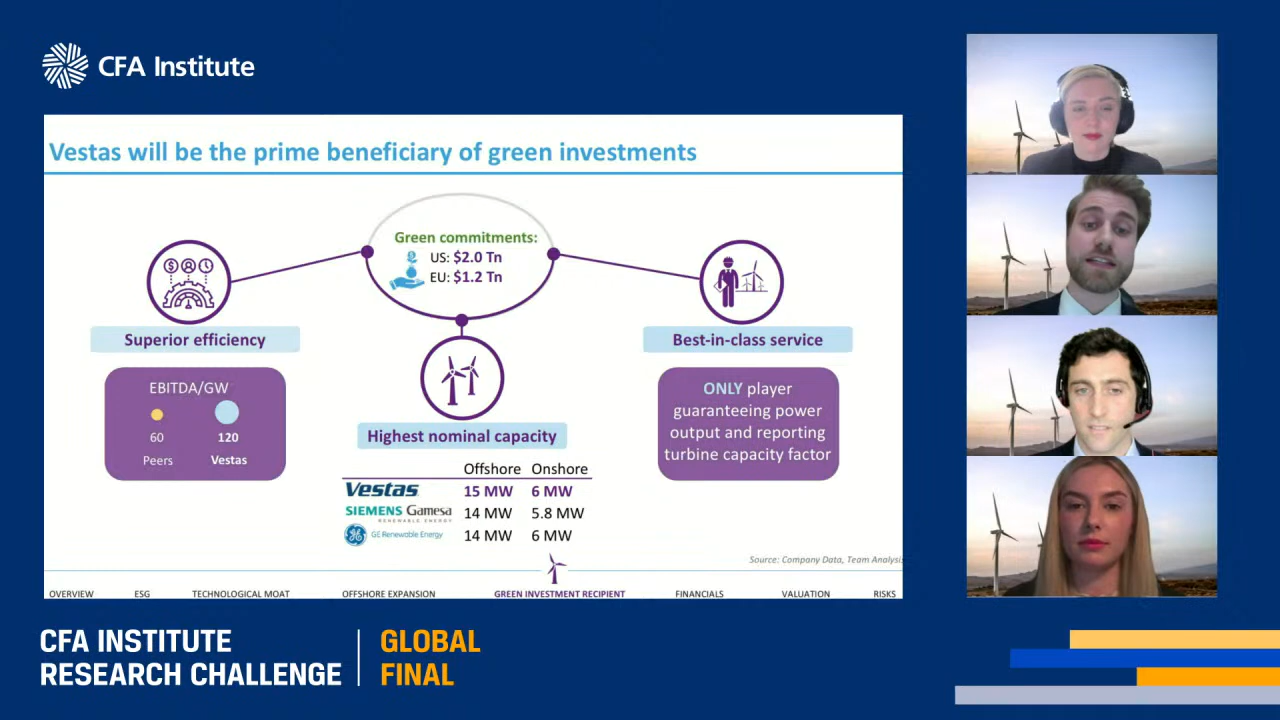 CFA Institute
Vestas will be the prime beneficiary of green investments
Green commitments:
US: $2.0 Tn
EU: $1.2 Tn
Superior efficiency
EBITDA/GW
60 120
Peers Vestas
Highest nominal capacity
Offshore Onshore
Vestas 15 MW 6 MW
SIEMENS Gamesa 14 MW 5.8 MW
RENEWABLE ENERGY
GE Renewable Energy 14 MW 6 MW
Best-in-class service
ONLY player
guaranteeing power
output and reporting
turbine capacity factor
Source: Company Data, Team Analysis
OVERVIEW ESG TECHNOLOGICAL MOAT OFFSHORE EXPANSION GREEN INVESTMENT RECIPIENT FINANCIALS VALUATION RISKS
CFA INSTITUTE
RESEARCH CHALLENGE
GLOBAL
FINAL